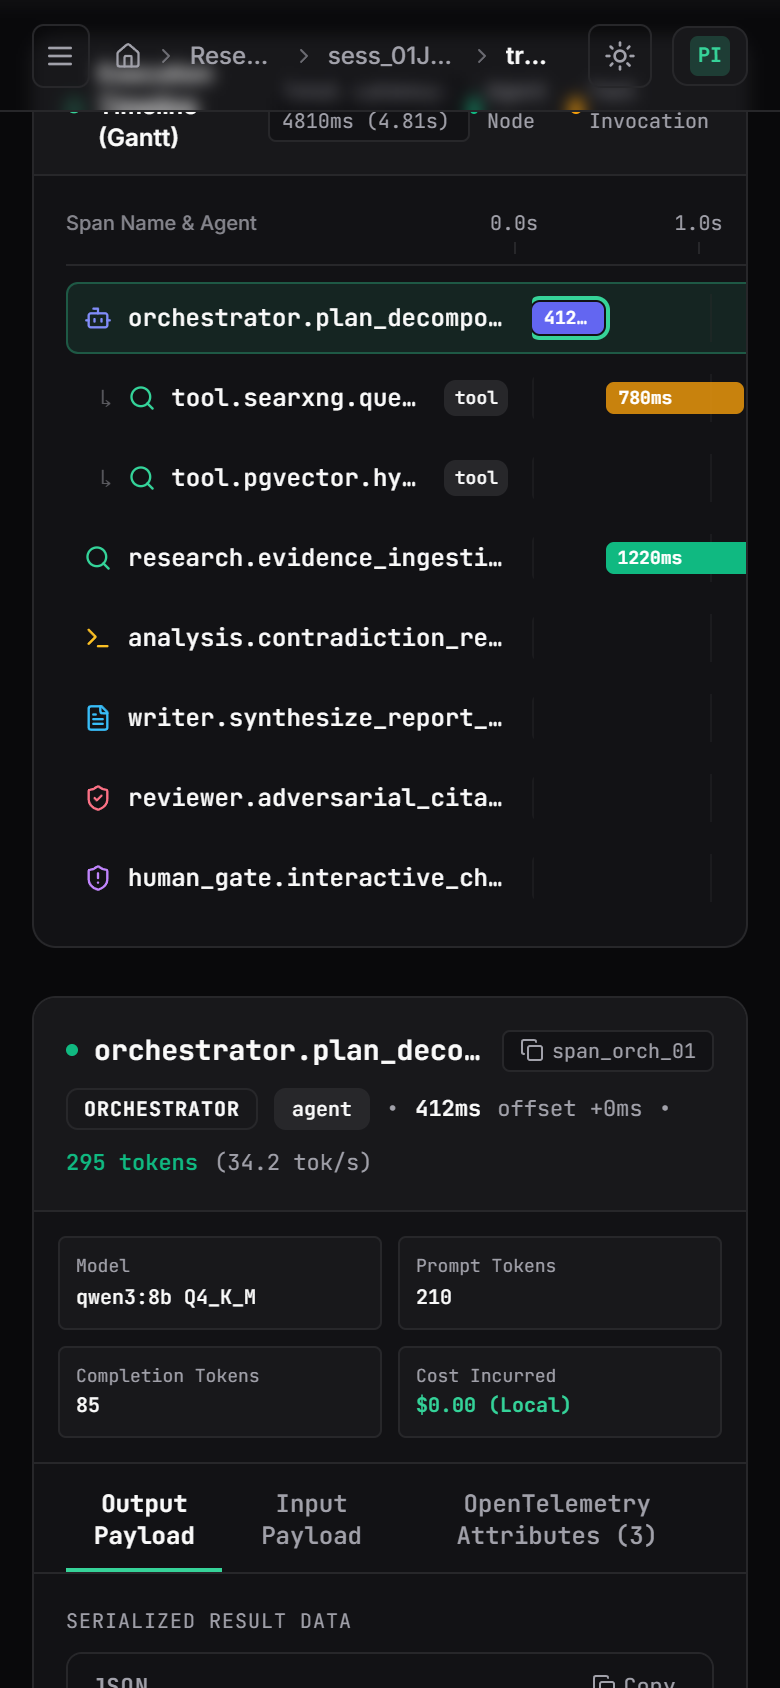 Rese... sess_01J... tr... PI
Timeline
(Gantt)
4810ms (4.81s) Node Invocation
Span Name & Agent 0.0s 1.0s
orchestrator.plan_decompo… 412…
tool.searxng.que… tool 780ms
tool.pgvector.hy… tool
research.evidence_ingesti… 1220ms
analysis.contradiction_re…
writer.synthesize_report_…
reviewer.adversarial_cita…
human_gate.interactive_ch…
orchestrator.plan_deco… span_orch_01
ORCHESTRATOR agent • 412ms offset +0ms •
295 tokens (34.2 tok/s)
Model
qwen3:8b Q4_K_M
Prompt Tokens
210
Completion Tokens
85
Cost Incurred
$0.00 (Local)
Output Payload
Input Payload
OpenTelemetry Attributes (3)
SERIALIZED RESULT DATA
JSON Copy